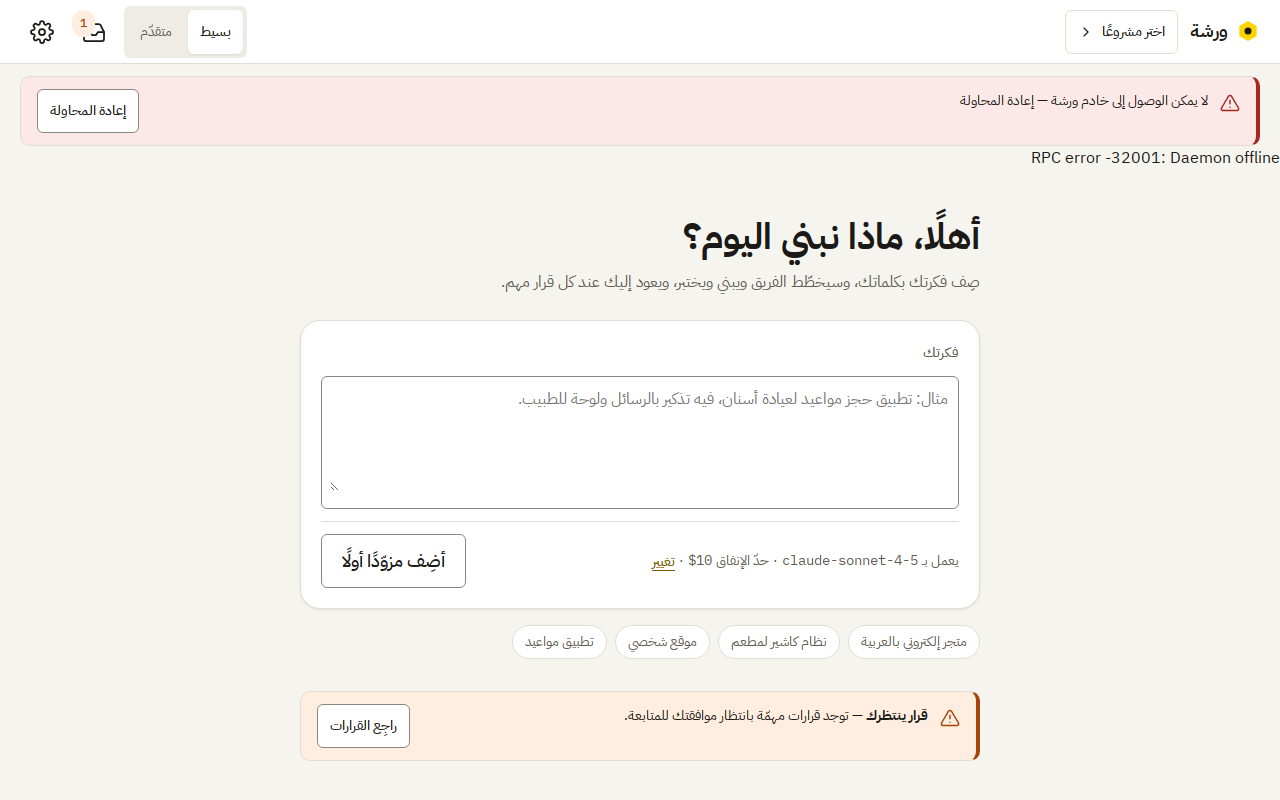 ورشة
اختر مشروعًا
بسيط
متقدّم
1
لا يمكن الوصول إلى خادم ورشة — إعادة المحاولة
إعادة المحاولة
RPC error -32001: Daemon offline
أهلًا، ماذا نبني اليوم؟
صِف فكرتك بكلماتك، وسيخطّط الفريق ويبني ويختبر، ويعود إليك عند كل قرار مهم.
فكرتك
مثال: تطبيق حجز مواعيد لعيادة أسنان، فيه تذكير بالرسائل ولوحة للطبيب.
يعمل بـ claude-sonnet-4-5 · حدّ الإنفاق 10$ · تغيير
أضِف مزوّدًا أولًا
متجر إلكتروني بالعربية
نظام كاشير لمطعم
موقع شخصي
تطبيق مواعيد
قرار ينتظرك — توجد قرارات مهمّة بانتظار موافقتك للمتابعة.
راجِع القرارات